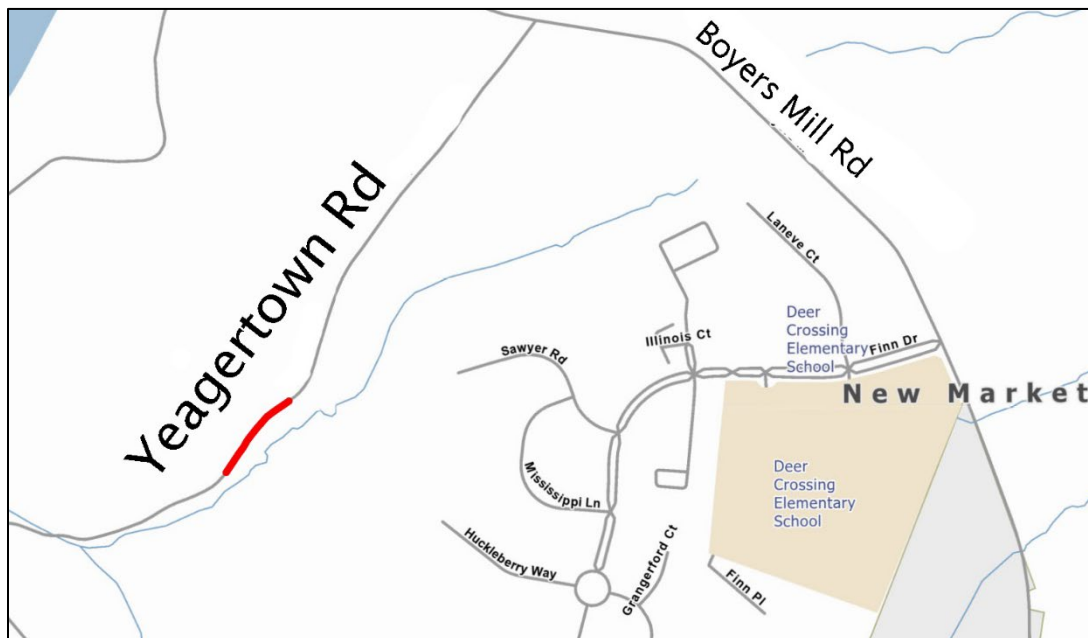 Boyers Mill Rd
Yeagertown Rd
Laneve Ct
Deer
Crossing
Elementary
School
Illinois Ct
Finn Dr
Sawyer Rd
New Market
Deer
Crossing
Elementary
School
Mississippi Ln
Huckleberry Way
Grangerford Ct
Finn Pl